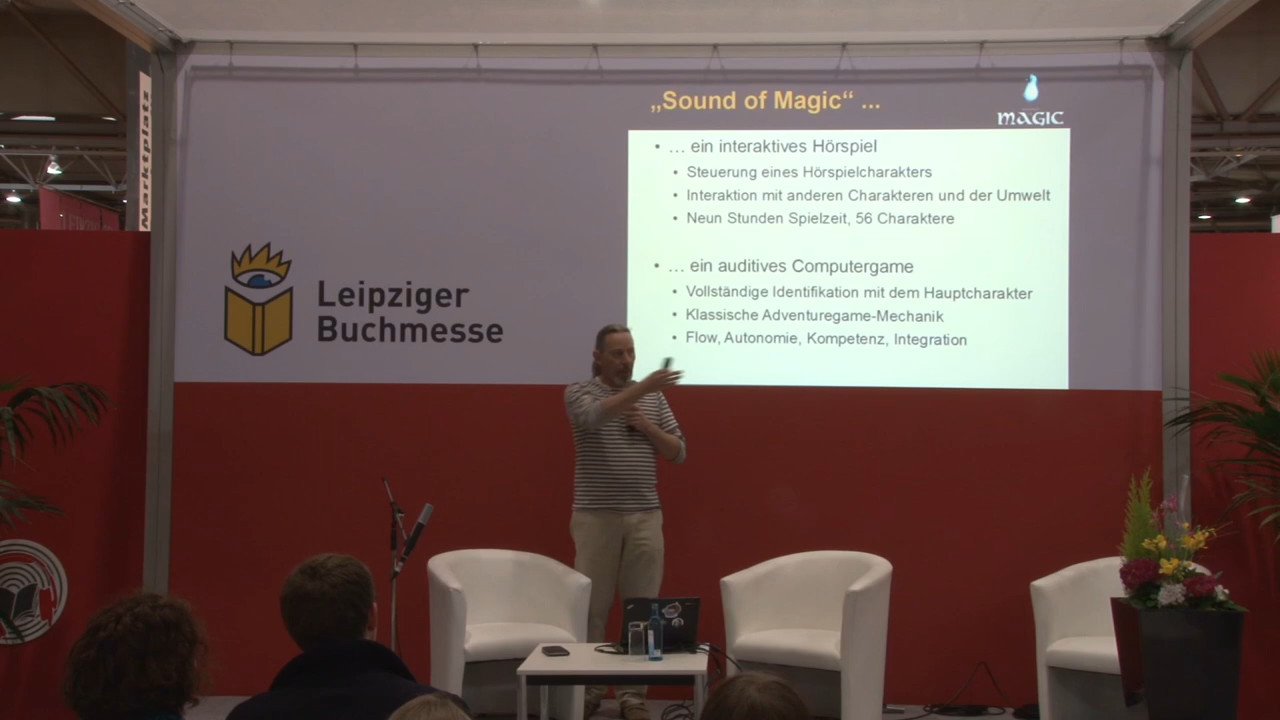 Marktplatz
„Sound of Magic“ ...
MAGIC
• … ein interaktives Hörspiel
• Steuerung eines Hörspielcharakters
• Interaktion mit anderen Charakteren und der Umwelt
• Neun Stunden Spielzeit, 56 Charaktere
• … ein auditives Computergame
• Vollständige Identifikation mit dem Hauptcharakter
• Klassische Adventuregame-Mechanik
• Flow, Autonomie, Kompetenz, Integration
Leipziger
Buchmesse